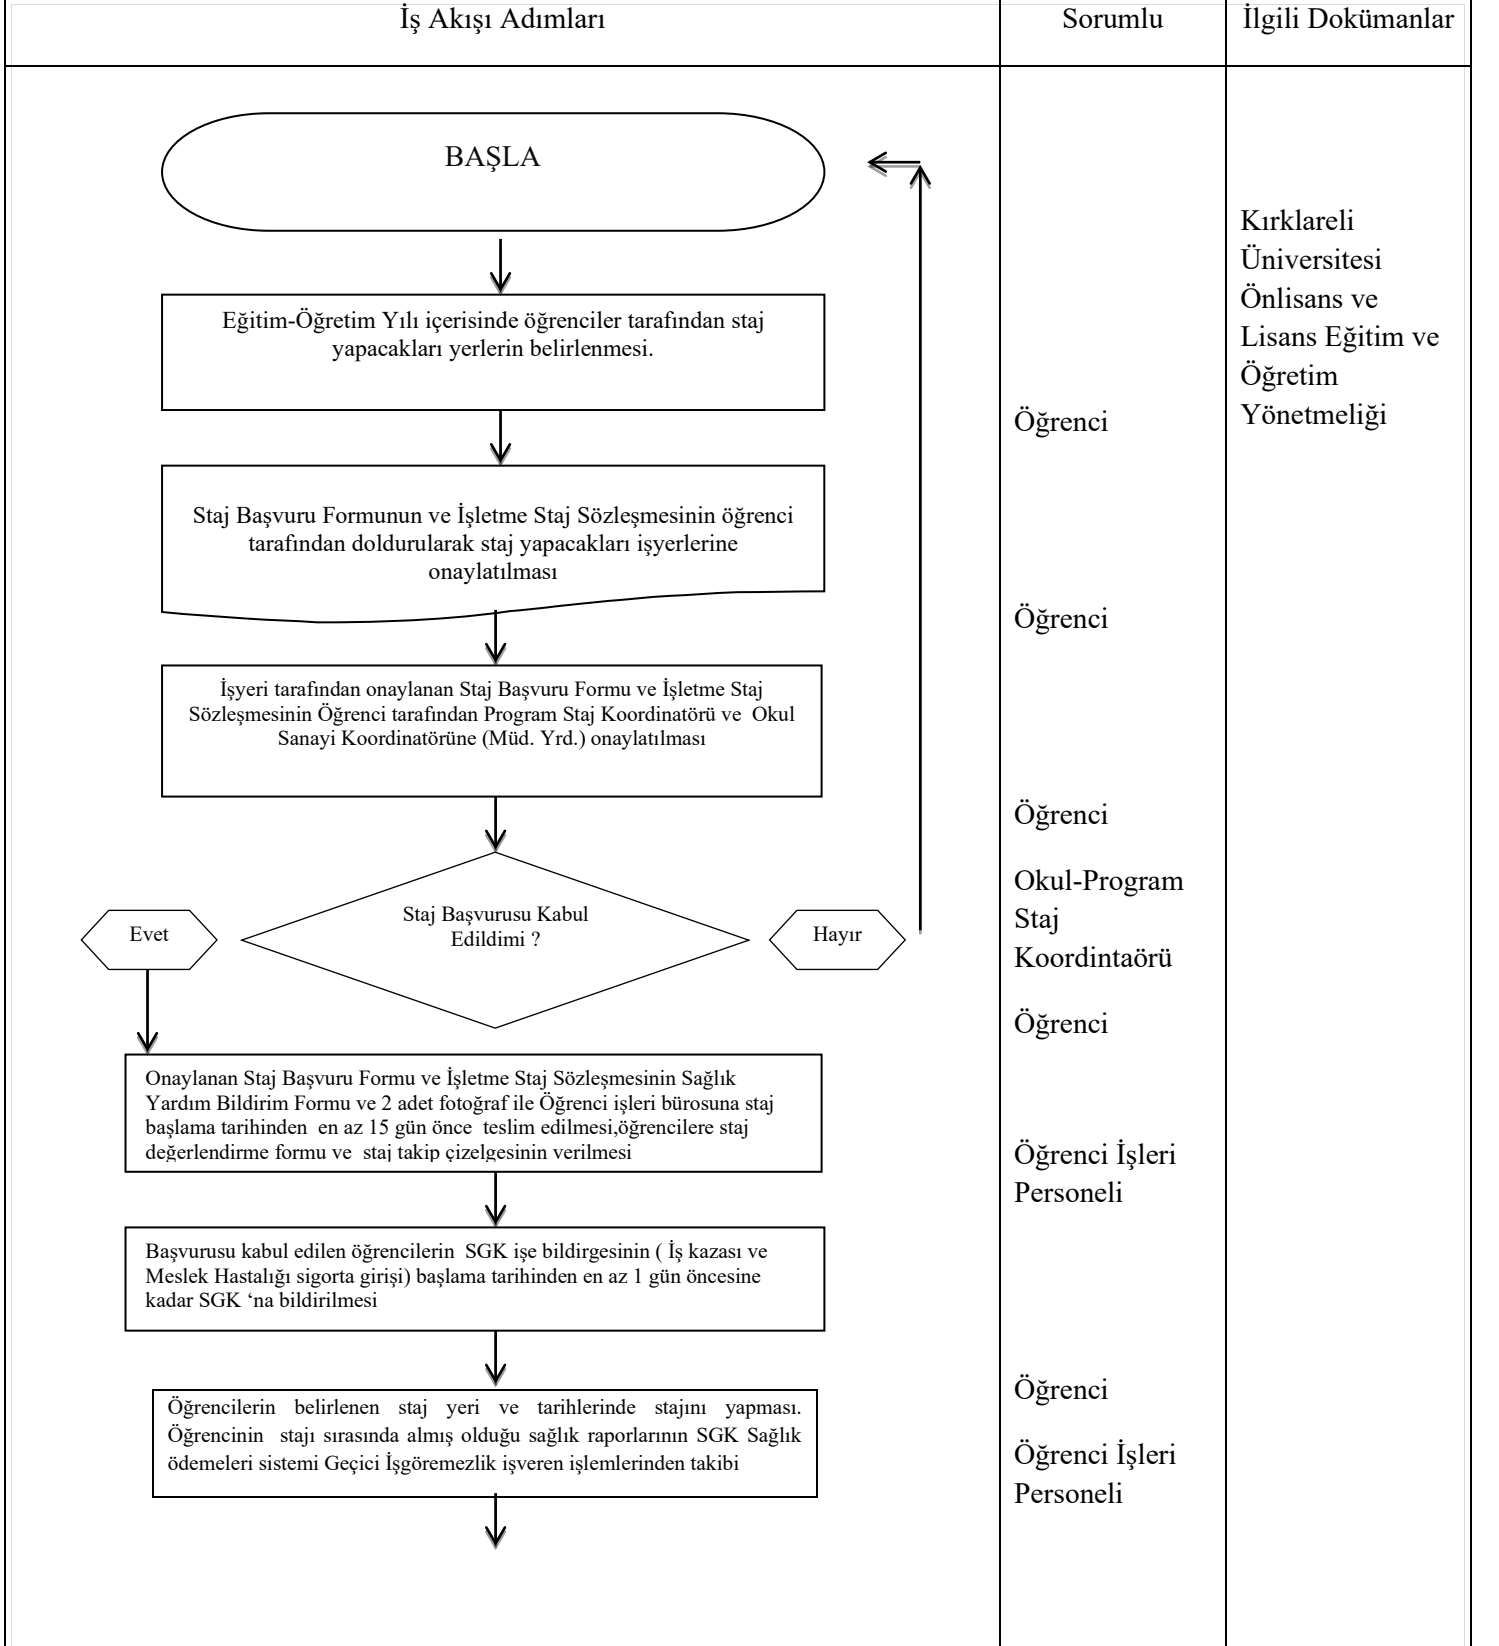 İş Akışı Adımları
Sorumlu
İlgili Dokümanlar
BAŞLA
Eğitim-Öğretim Yılı içerisinde öğrenciler tarafından staj
yapacakları yerlerin belirlenmesi.
Staj Başvuru Formunun ve İşletme Staj Sözleşmesinin öğrenci
tarafından doldurularak staj yapacakları işyerlerine
onaylatılması
İşyeri tarafından onaylanan Staj Başvuru Formu ve İşletme Staj
Sözleşmesinin Öğrenci tarafından Program Staj Koordinatörü ve Okul
Sanayi Koordinatörüne (Müd. Yrd.) onaylatılması
Staj Başvurusu Kabul
Edildimi ?
Evet
Hayır
Onaylanan Staj Başvuru Formu ve İşletme Staj Sözleşmesinin Sağlık
Yardım Bildirim Formu ve 2 adet fotoğraf ile Öğrenci işleri bürosuna staj
başlama tarihinden en az 15 gün önce teslim edilmesi,öğrencilere staj
değerlendirme formu ve staj takip çizelgesinin verilmesi
Başvurusu kabul edilen öğrencilerin SGK işe bildirgesinin ( İş kazası ve
Meslek Hastalığı sigorta girişi) başlama tarihinden en az 1 gün öncesine
kadar SGK ‘na bildirilmesi
Öğrencilerin belirlenen staj yeri ve tarihlerinde stajını yapması.
Öğrencinin stajı sırasında almış olduğu sağlık raporlarının SGK Sağlık
ödemeleri sistemi Geçici İşgöremezlik işveren işlemlerinden takibi
Öğrenci
Öğrenci
Öğrenci
Okul-Program
Staj
Koordintaörü
Öğrenci
Öğrenci İşleri
Personeli
Öğrenci
Öğrenci İşleri
Personeli
Kırklareli
Üniversitesi
Önlisans ve
Lisans Eğitim ve
Öğretim
Yönetmeliği